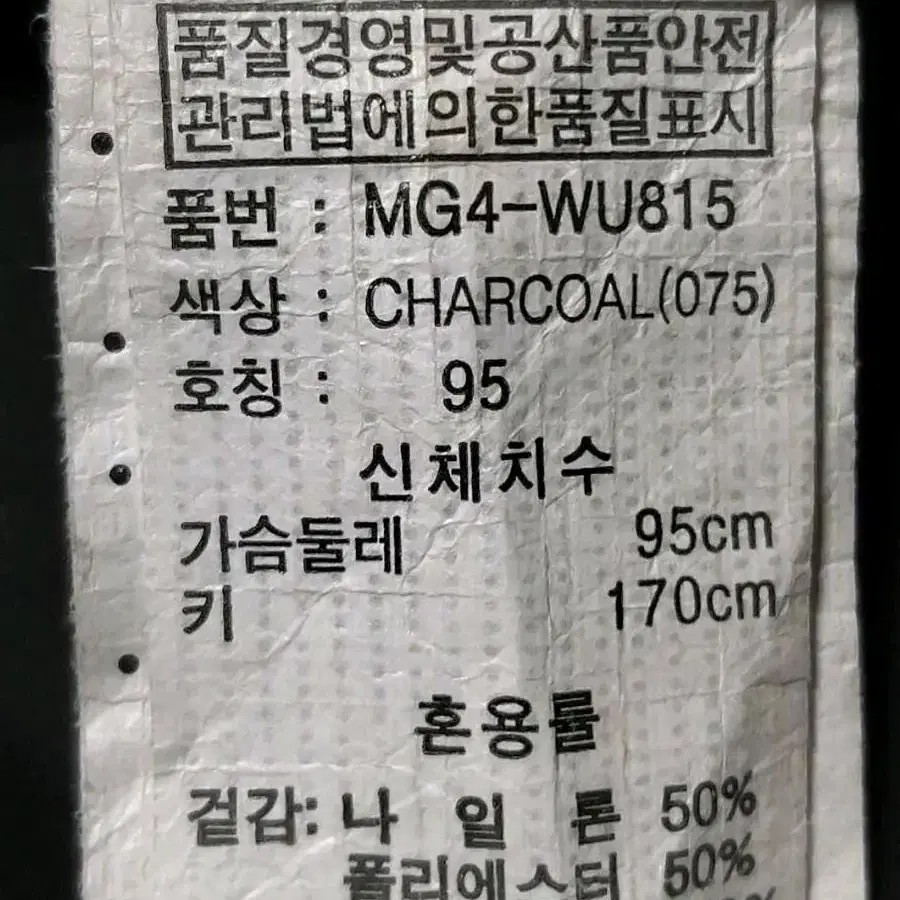 품질경영및공산품안전
관리법에의한품질표시
품번 : MG4-WU815
색상 : CHARCOAL(075)
호칭 : 95
신체치수
가슴둘레 95cm
키 170cm
혼용률
겉감: 나 일 론 50%
폴리에스터 50%